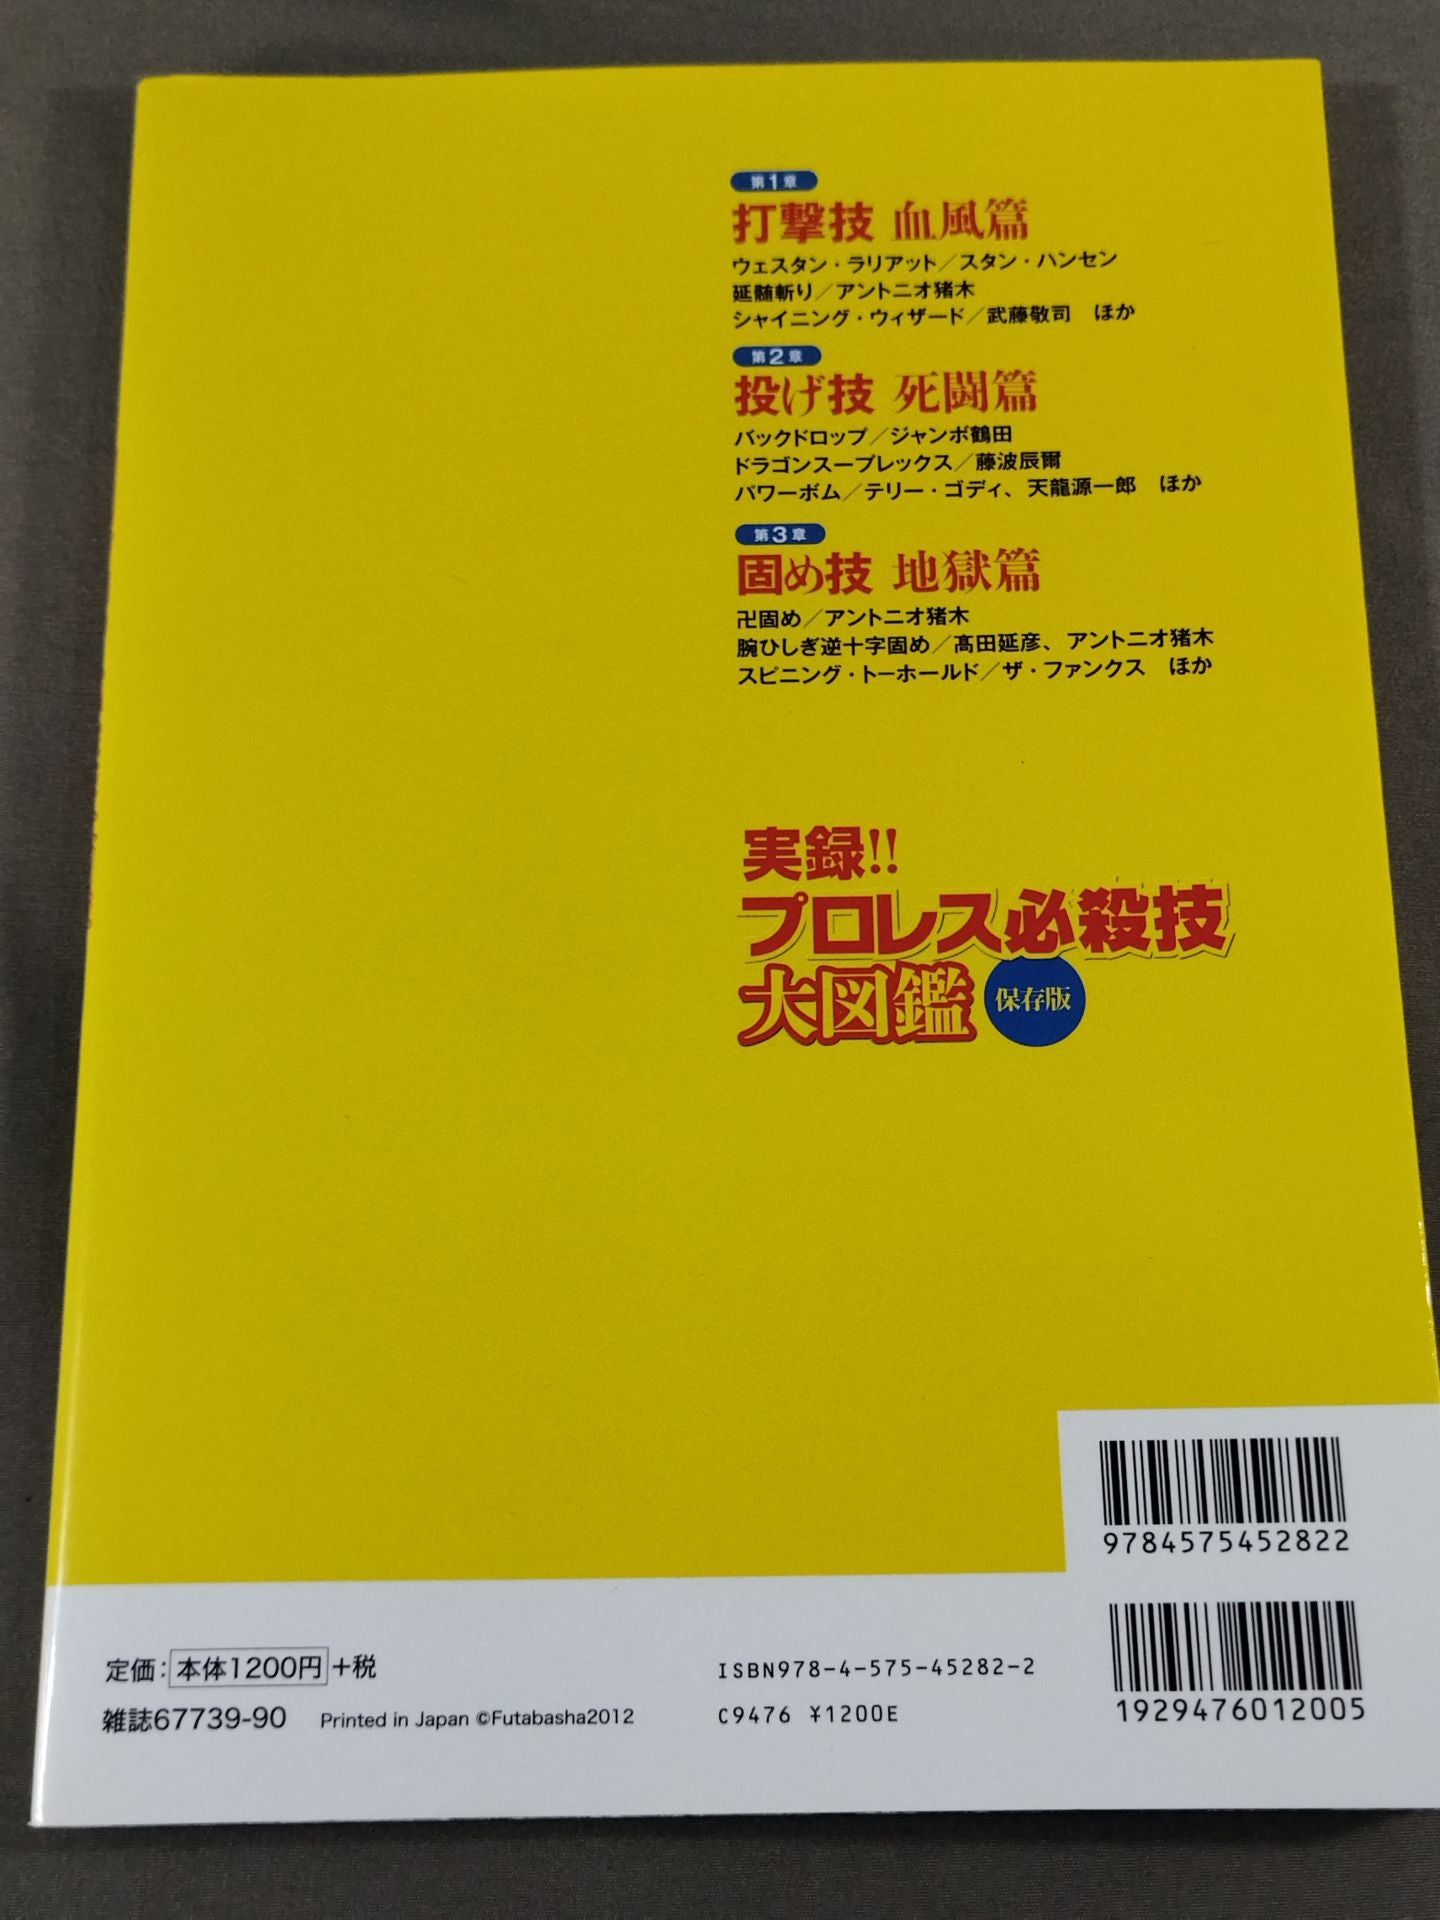 第1章
打撃技 血風篇
ウェスタン・ラリアット／スタン・ハンセン
延髄斬り／アントニオ猪木
シャイニング・ウィザード／武藤敬司 ほか
第2章
投げ技 死闘篇
バックドロップ／ジャンボ鶴田
ドラゴンスープレックス／藤波辰爾
パワーボム／テリー・ゴディ、天龍源一郎 ほか
第3章
固め技 地獄篇
卍固め／アントニオ猪木
腕ひしぎ逆十字固め／髙田延彦、アントニオ猪木
スピニング・トーホールド／ザ・ファンクス ほか
実録!!
プロレス必殺技
大図鑑 保存版
9784575452822
定価：本体1200円+税
ISBN978-4-575-45282-2
雑誌67739-90 Printed in Japan ©Futabasha2012
C9476 ¥1200E
1929476012005